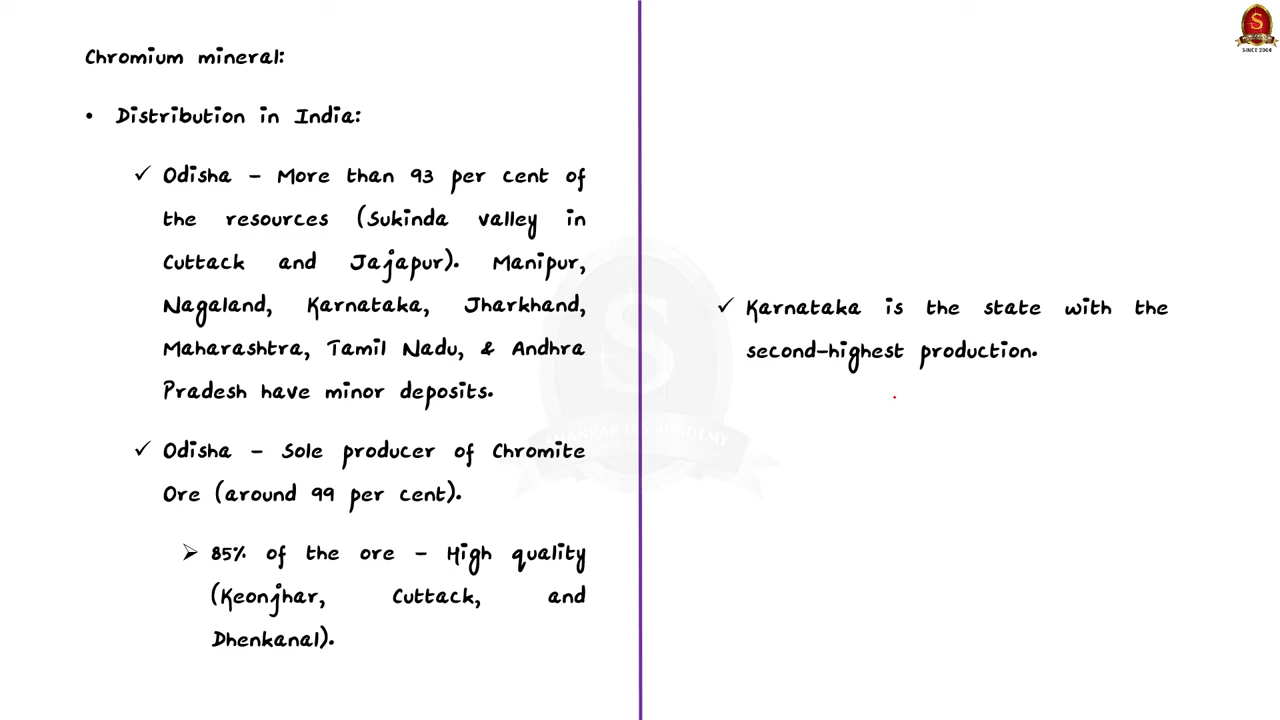 Chromium mineral:
• Distribution in India:
✓ Odisha – More than 93 per cent of
the resources (Sukinda valley in
Cuttack and Jajapur). Manipur,
Nagaland, Karnataka, Jharkhand,
Maharashtra, Tamil Nadu, & Andhra
Pradesh have minor deposits.
✓ Odisha – Sole producer of Chromite
Ore (around 99 per cent).
➢ 85% of the ore – High quality
(Keonjhar, Cuttack, and
Dhenkanal).
✓ Karnataka is the state with the
second-highest production.
S
SINCE 2004